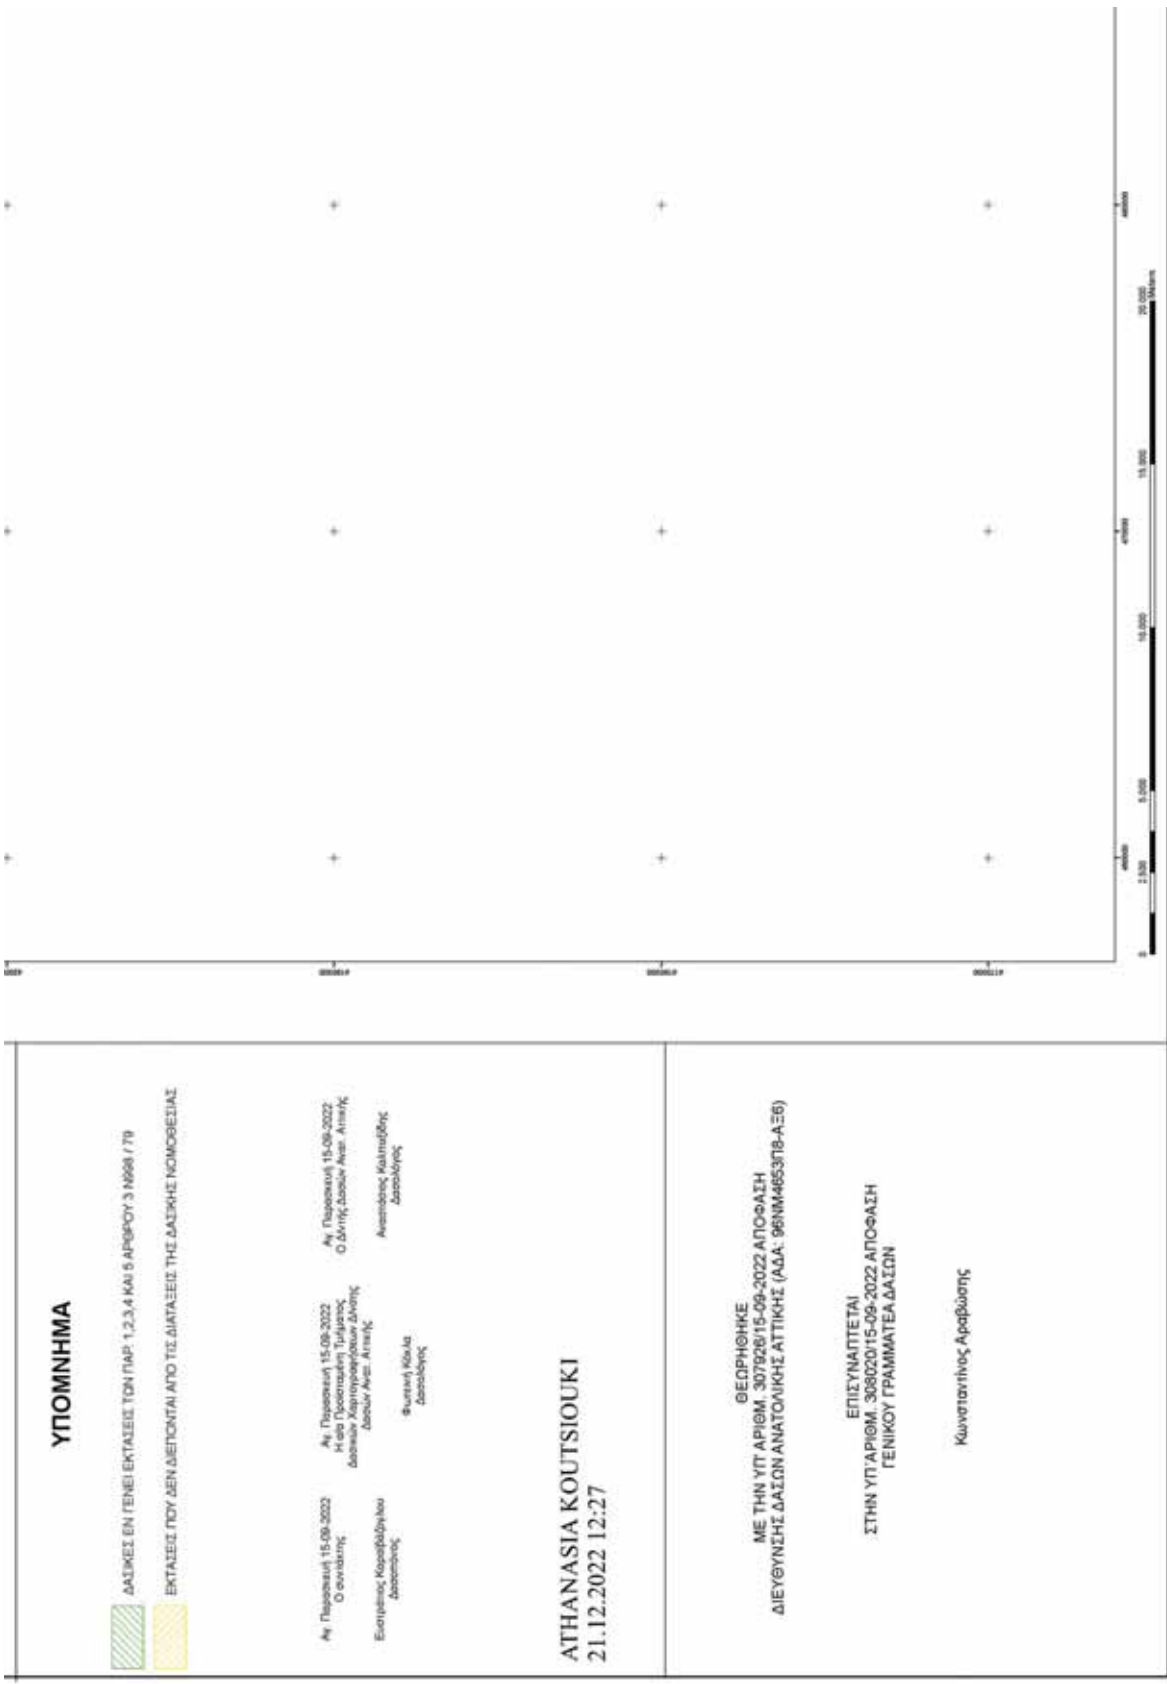 ΥΠΟΜΝΗΜΑ
ΔΑΣΙΚΕΣ ΕΝ ΓΕΝΕΙ ΕΚΤΑΣΕΙΣ ΤΩΝ ΠΑΡ. 1,2,3,4 ΚΑΙ 5 ΑΡΘΡΟΥ 3 Ν998 / 79
ΕΚΤΑΣΕΙΣ ΠΟΥ ΔΕΝ ΔΙΕΠΟΝΤΑΙ ΑΠΟ ΤΙΣ ΔΙΑΤΑΞΕΙΣ ΤΗΣ ΔΑΣΙΚΗΣ ΝΟΜΟΘΕΣΙΑΣ
Αγ. Παρασκευή 15-09-2022
Ο συντάκτης
Ευστράτιος
Δασοπόνος
Αγ. Παρασκευή 15-09-2022
Η α/α Προϊσταμένη Τμήματος
Δασικών Χαρτογραφήσεων Δ/νσης
Δασών Ανατ. Αττικής
Φωτεινή Κόκλα
Δασολόγος
Αγ. Παρασκευή 15-09-2022
Ο Δ/ντής Δασών Ανατ. Αττικής
Αναστάσιος
Δασολόγος
ATHANASIA KOUTSIOUKI
21.12.2022 12:27
ΘΕΩΡΗΘΗΚΕ
ΜΕ ΤΗΝ ΥΠ' ΑΡΙΘΜ. 307926/15-09-2022 ΑΠΟΦΑΣΗ
ΔΙΕΥΘΥΝΣΗΣ ΔΑΣΩΝ ΑΝΑΤΟΛΙΚΗΣ ΑΤΤΙΚΗΣ (ΑΔΑ: 96ΝΜ4653Π8-ΑΞ6)
ΕΠΙΣΥΝΑΠΤΕΤΑΙ
ΣΤΗΝ ΥΠ'ΑΡΙΘΜ. 308020/15-09-2022 ΑΠΟΦΑΣΗ
ΓΕΝΙΚΟΥ ΓΡΑΜΜΑΤΕΑ ΔΑΣΩΝ
Κωνσταντίνος Αραβώσης
4170000
460000
470000
480000
0
2.500
5.000
10.000
15.000
20.000
Meters